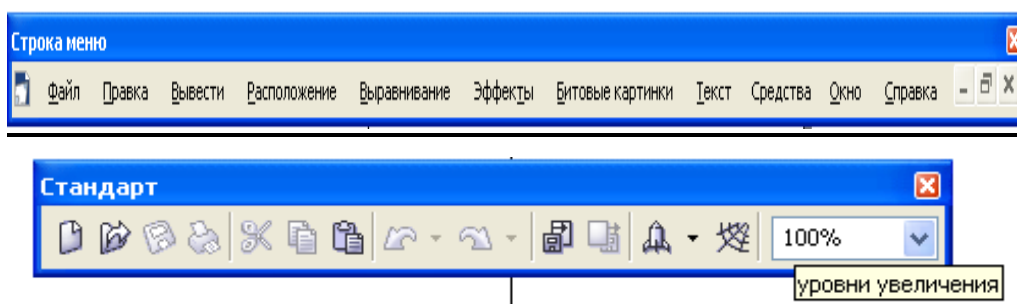 Строка меню
Файл Правка Вывести Расположение Выравнивание Эффекты Битовые картинки Текст Средства Окно Справка
Стандарт
100%
уровни увеличения